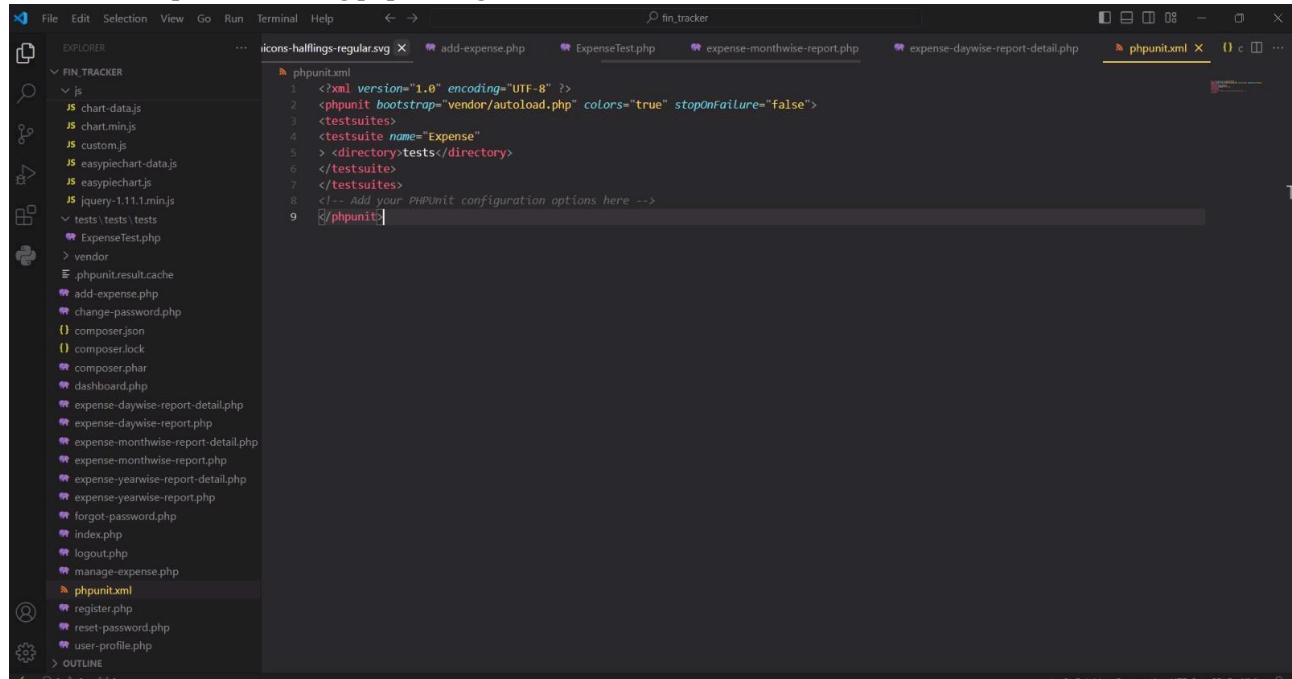 File Edit Selection View Go Run Terminal Help
fin_tracker
EXPLORER
icons-halflings-regular.svg add-expense.php ExpenseTest.php expense-monthwise-report.php expense-daywise-report-detail.php phpunit.xml {} c
FIN_TRACKER
js
JS chart-data.js
JS chart.min.js
JS custom.js
JS easypiechart-data.js
JS easypiechart.js
JS jquery-1.11.1.min.js
tests\tests\tests
ExpenseTest.php
vendor
.phpunit.result.cache
add-expense.php
change-password.php
{} composer.json
{} composer.lock
composer.phar
dashboard.php
expense-daywise-report-detail.php
expense-daywise-report.php
expense-monthwise-report-detail.php
expense-monthwise-report.php
expense-yearwise-report-detail.php
expense-yearwise-report.php
forgot-password.php
index.php
logout.php
manage-expense.php
phpunit.xml
register.php
reset-password.php
user-profile.php
OUTLINE
phpunit.xml
1 <?xml version="1.0" encoding="UTF-8" ?>
2 <phpunit bootstrap="vendor/autoload.php" colors="true" stopOnFailure="false">
3 <testsuites>
4 <testsuite name="Expense"
5 > <directory>tests</directory>
6 </testsuite>
7 </testsuites>
8 <!-- Add your PHPUnit configuration options here -->
9 </phpunit>